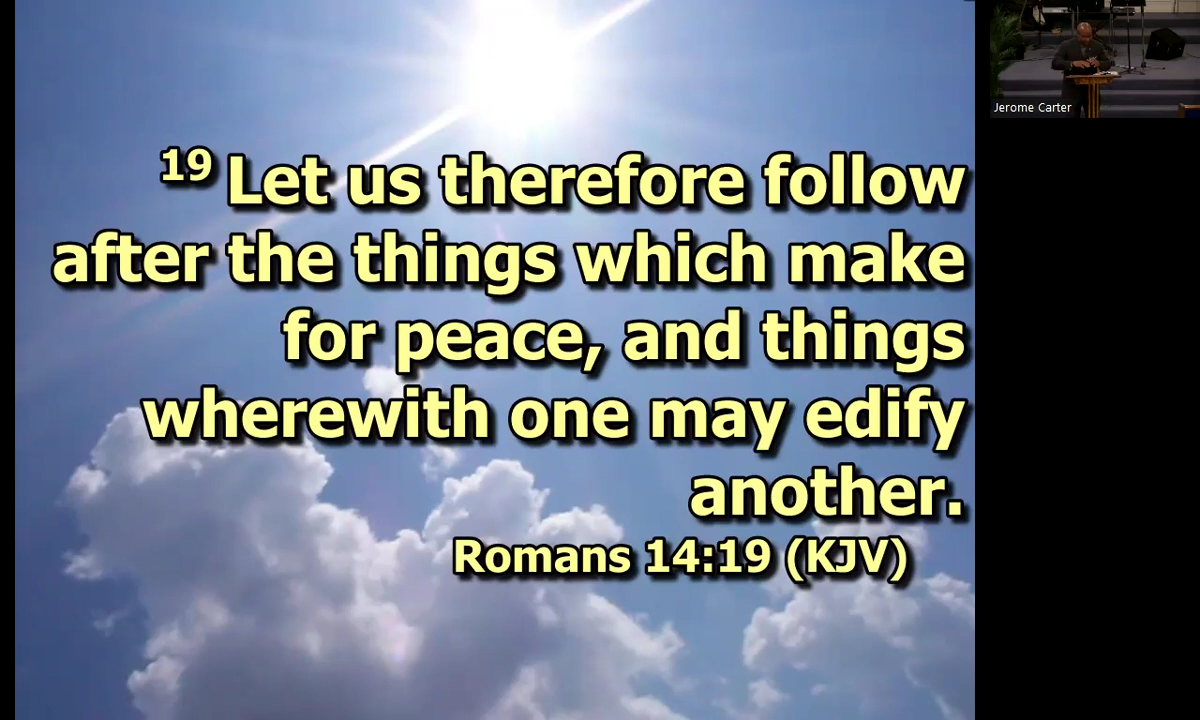 19 Let us therefore follow
after the things which make
for peace, and things
wherewith one may edify
another.
Romans 14:19 (KJV)
Jerome Carter